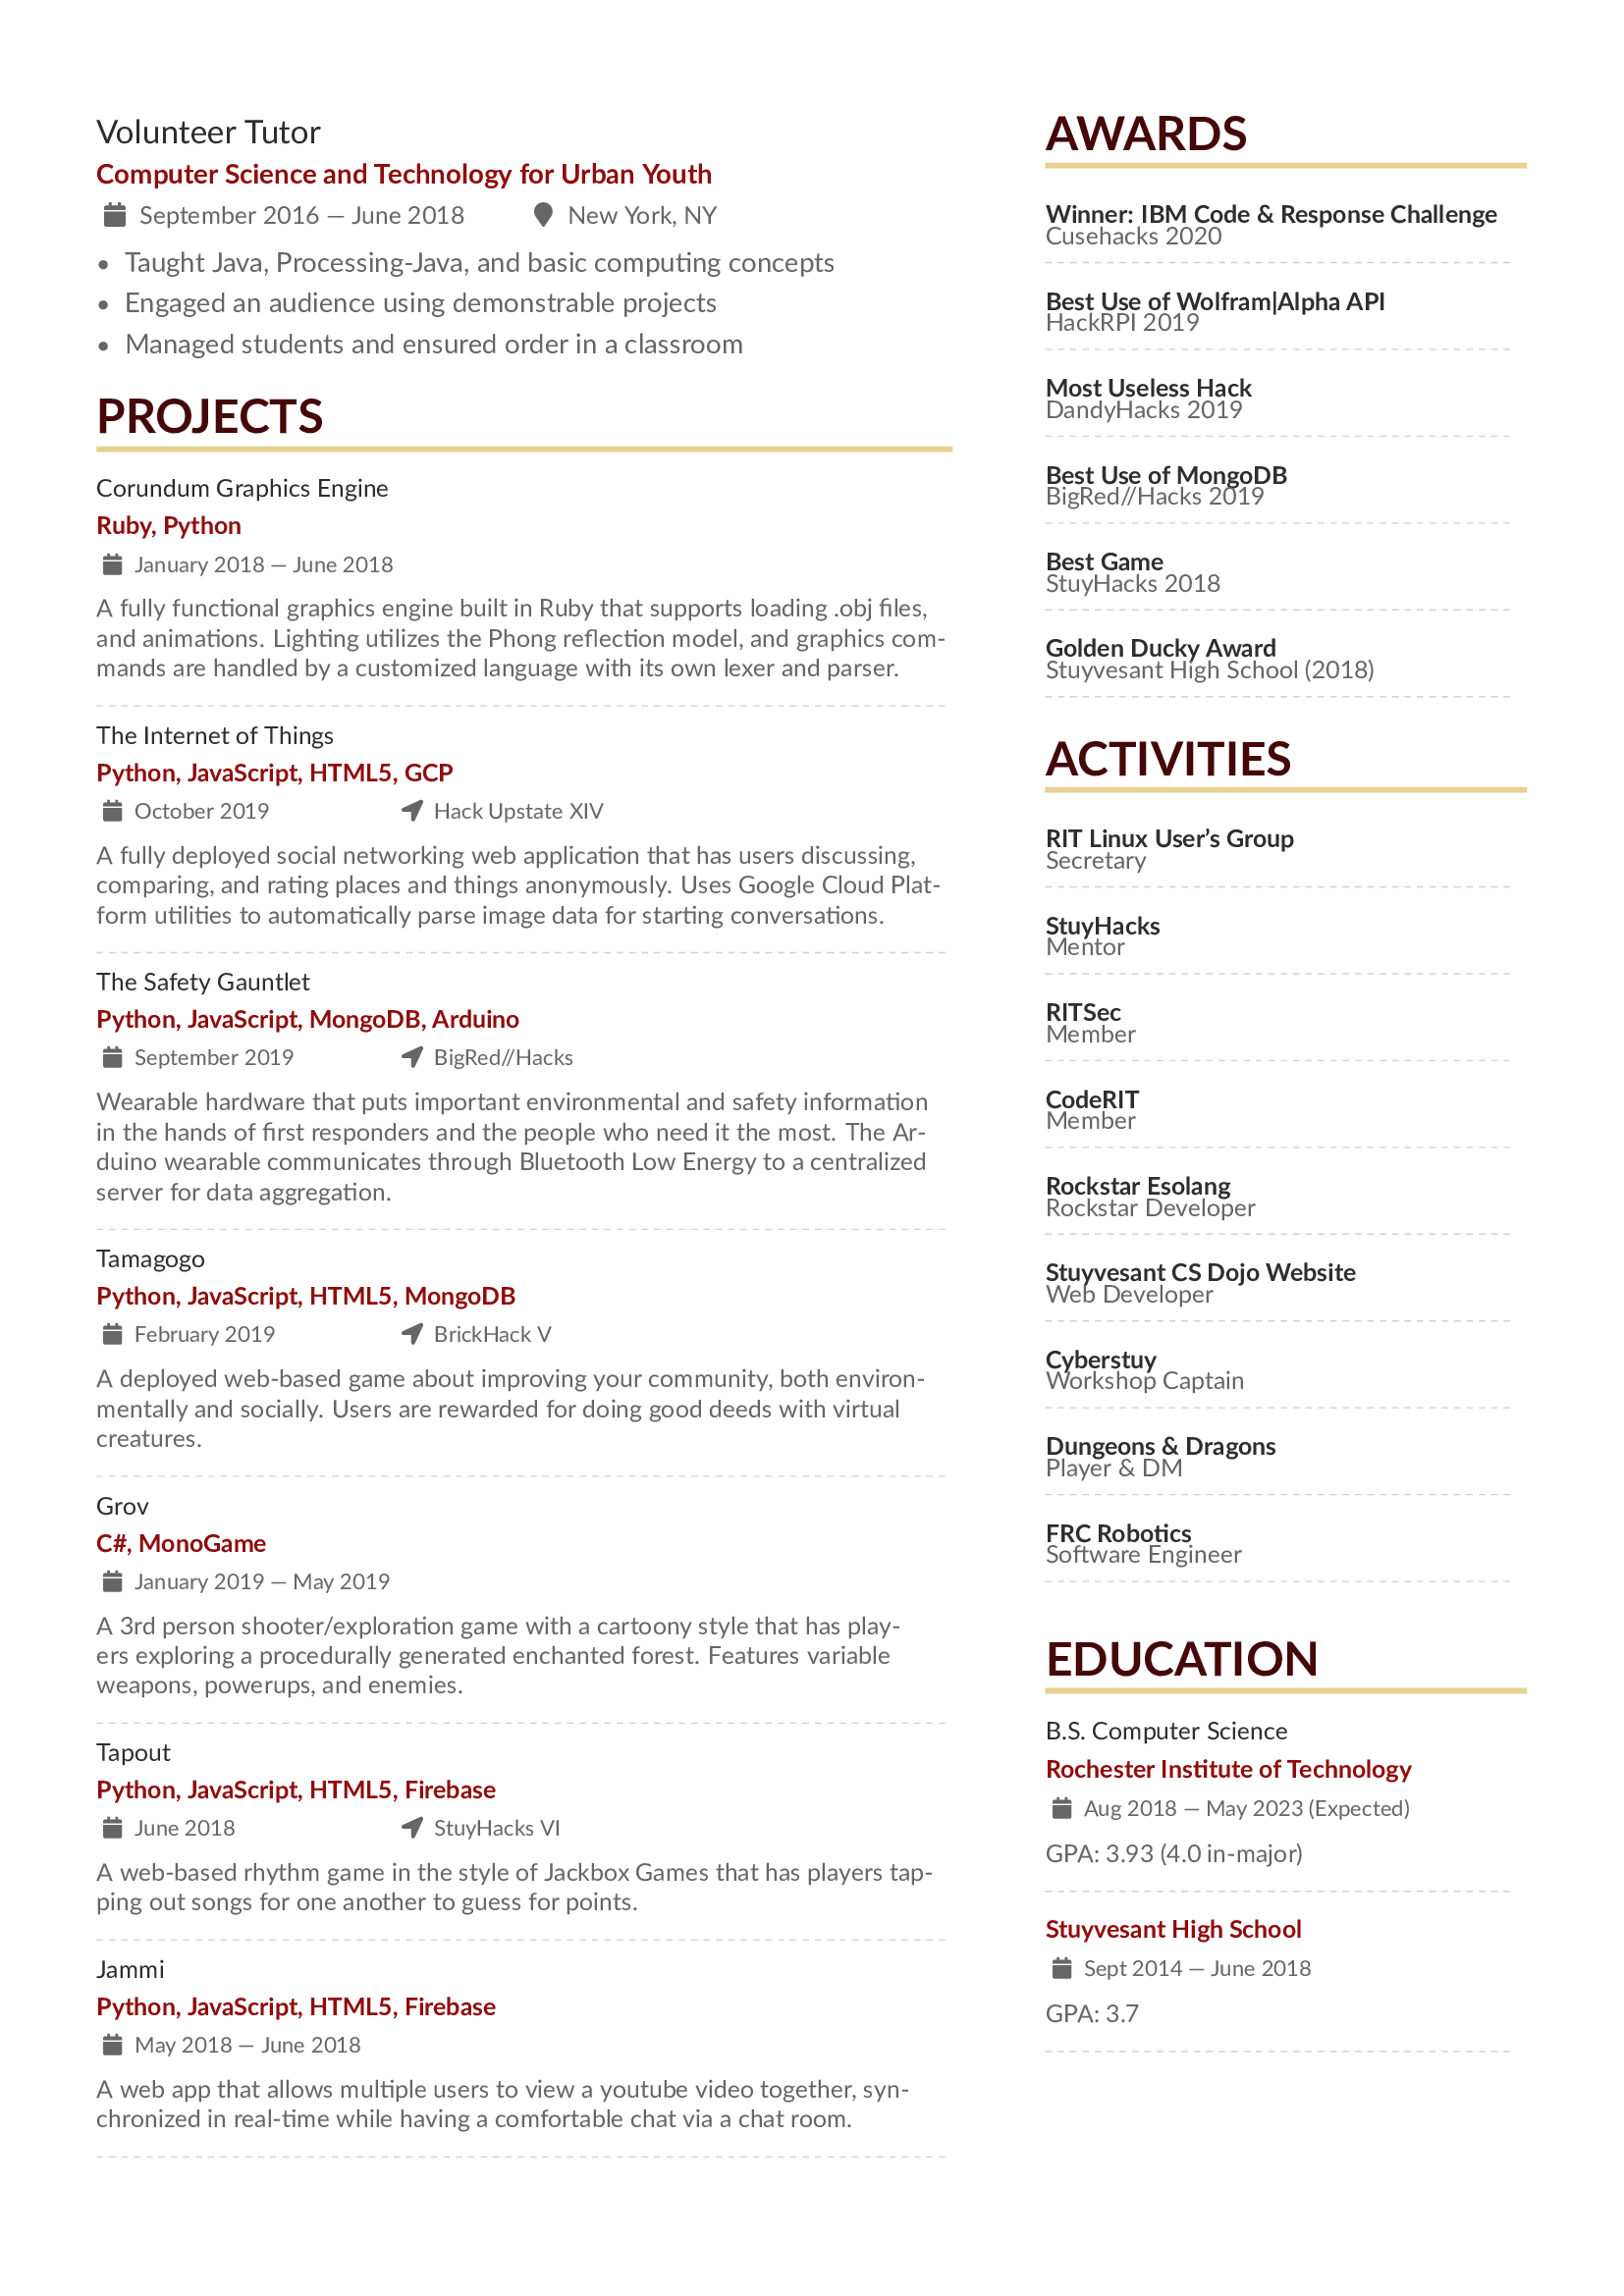 Volunteer Tutor
Computer Science and Technology for Urban Youth
September 2016 — June 2018 New York, NY
• Taught Java, Processing-Java, and basic computing concepts
• Engaged an audience using demonstrable projects
• Managed students and ensured order in a classroom
PROJECTS
Corundum Graphics Engine
Ruby, Python
January 2018 — June 2018
A fully functional graphics engine built in Ruby that supports loading .obj files,
and animations. Lighting utilizes the Phong reflection model, and graphics com-
mands are handled by a customized language with its own lexer and parser.
The Internet of Things
Python, JavaScript, HTML5, GCP
October 2019 Hack Upstate XIV
A fully deployed social networking web application that has users discussing,
comparing, and rating places and things anonymously. Uses Google Cloud Plat-
form utilities to automatically parse image data for starting conversations.
The Safety Gauntlet
Python, JavaScript, MongoDB, Arduino
September 2019 BigRed//Hacks
Wearable hardware that puts important environmental and safety information
in the hands of first responders and the people who need it the most. The Ar-
duino wearable communicates through Bluetooth Low Energy to a centralized
server for data aggregation.
Tamagogo
Python, JavaScript, HTML5, MongoDB
February 2019 BrickHack V
A deployed web-based game about improving your community, both environ-
mentally and socially. Users are rewarded for doing good deeds with virtual
creatures.
Grov
C#, MonoGame
January 2019 — May 2019
A 3rd person shooter/exploration game with a cartoony style that has play-
ers exploring a procedurally generated enchanted forest. Features variable
weapons, powerups, and enemies.
Tapout
Python, JavaScript, HTML5, Firebase
June 2018 StuyHacks VI
A web-based rhythm game in the style of Jackbox Games that has players tap-
ping out songs for one another to guess for points.
Jammi
Python, JavaScript, HTML5, Firebase
May 2018 — June 2018
A web app that allows multiple users to view a youtube video together, syn-
chronized in real-time while having a comfortable chat via a chat room.
AWARDS
Winner: IBM Code & Response Challenge
Cusehacks 2020
Best Use of Wolfram|Alpha API
HackRPI 2019
Most Useless Hack
DandyHacks 2019
Best Use of MongoDB
BigRed//Hacks 2019
Best Game
StuyHacks 2018
Golden Ducky Award
Stuyvesant High School (2018)
ACTIVITIES
RIT Linux User’s Group
Secretary
StuyHacks
Mentor
RITSec
Member
CodeRIT
Member
Rockstar Esolang
Rockstar Developer
Stuyvesant CS Dojo Website
Web Developer
Cyberstuy
Workshop Captain
Dungeons & Dragons
Player & DM
FRC Robotics
Software Engineer
EDUCATION
B.S. Computer Science
Rochester Institute of Technology
Aug 2018 — May 2023 (Expected)
GPA: 3.93 (4.0 in-major)
Stuyvesant High School
Sept 2014 — June 2018
GPA: 3.7